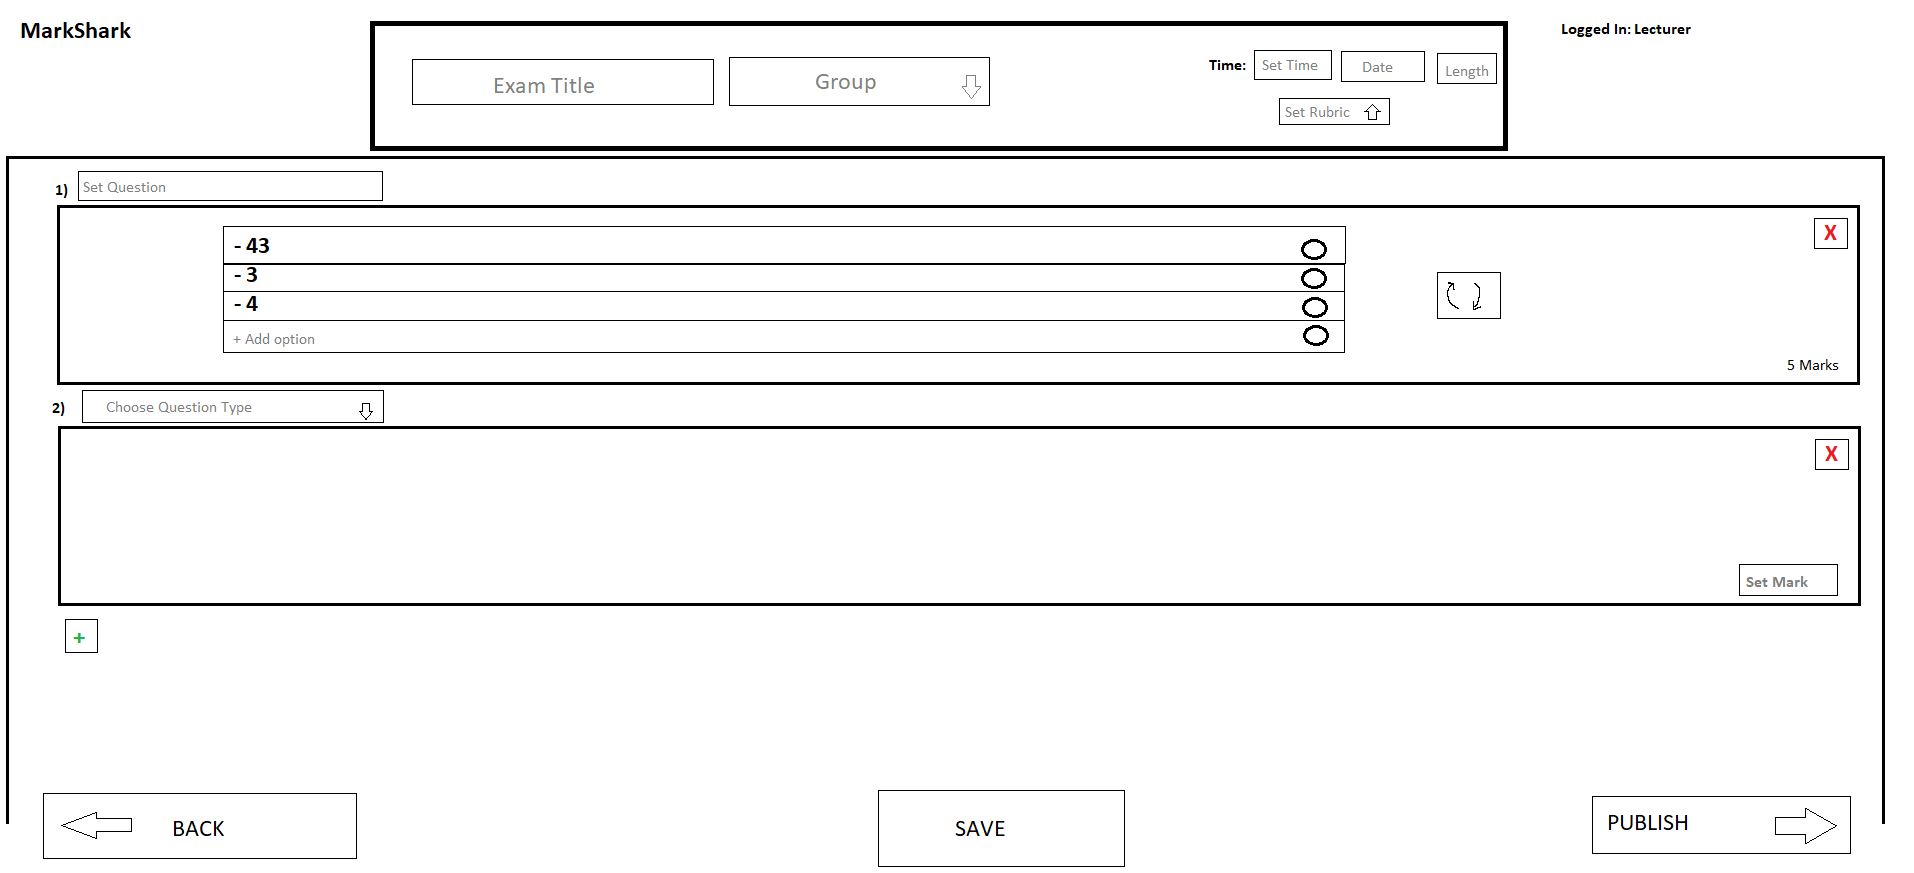 MarkShark
Logged In: Lecturer
Exam Title
Group
Time: Set Time Date Length
Set Rubric
1) Set Question
X
- 43
- 3
- 4
+ Add option
5 Marks
2) Choose Question Type
X
Set Mark
+
BACK
SAVE
PUBLISH